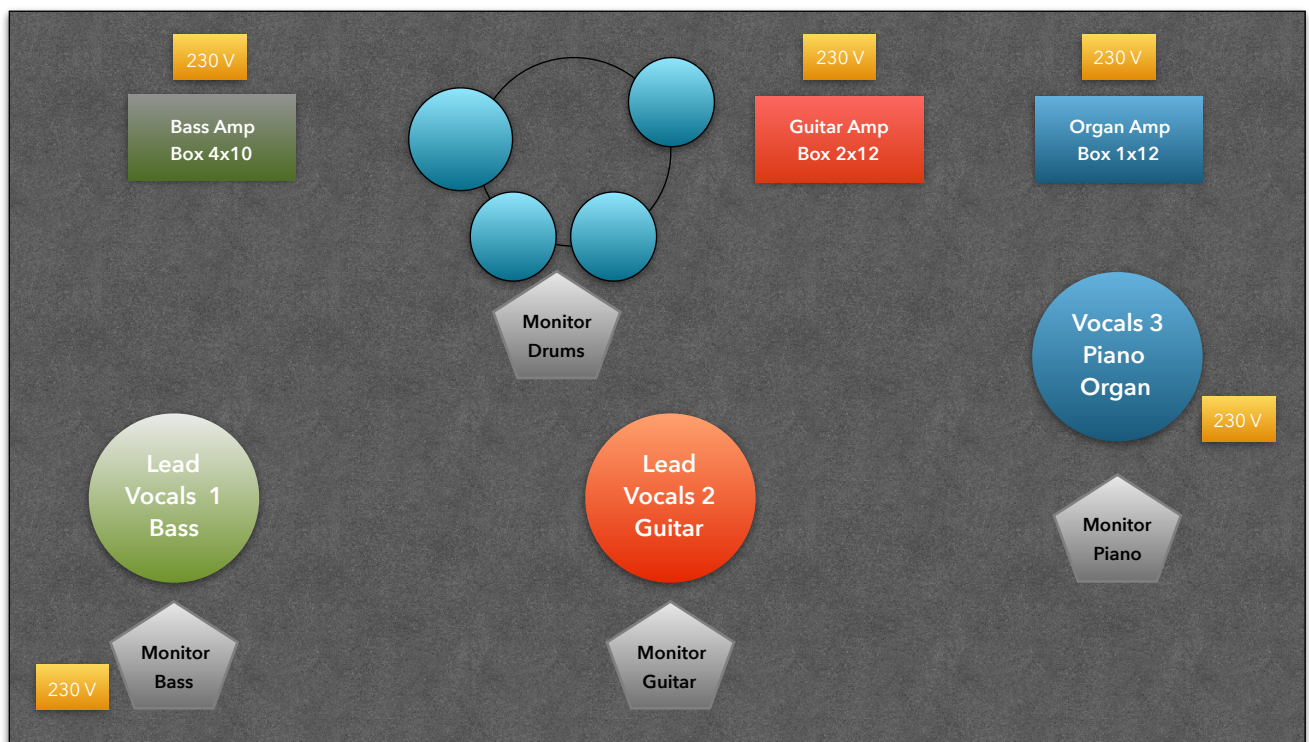 230 V
230 V
230 V
Bass Amp
Box 4x10
Guitar Amp
Box 2x12
Organ Amp
Box 1x12
Monitor
Drums
Vocals 3
Piano
Organ
230 V
Lead
Vocals 1
Bass
Lead
Vocals 2
Guitar
Monitor
Piano
Monitor
Bass
230 V
Monitor
Guitar